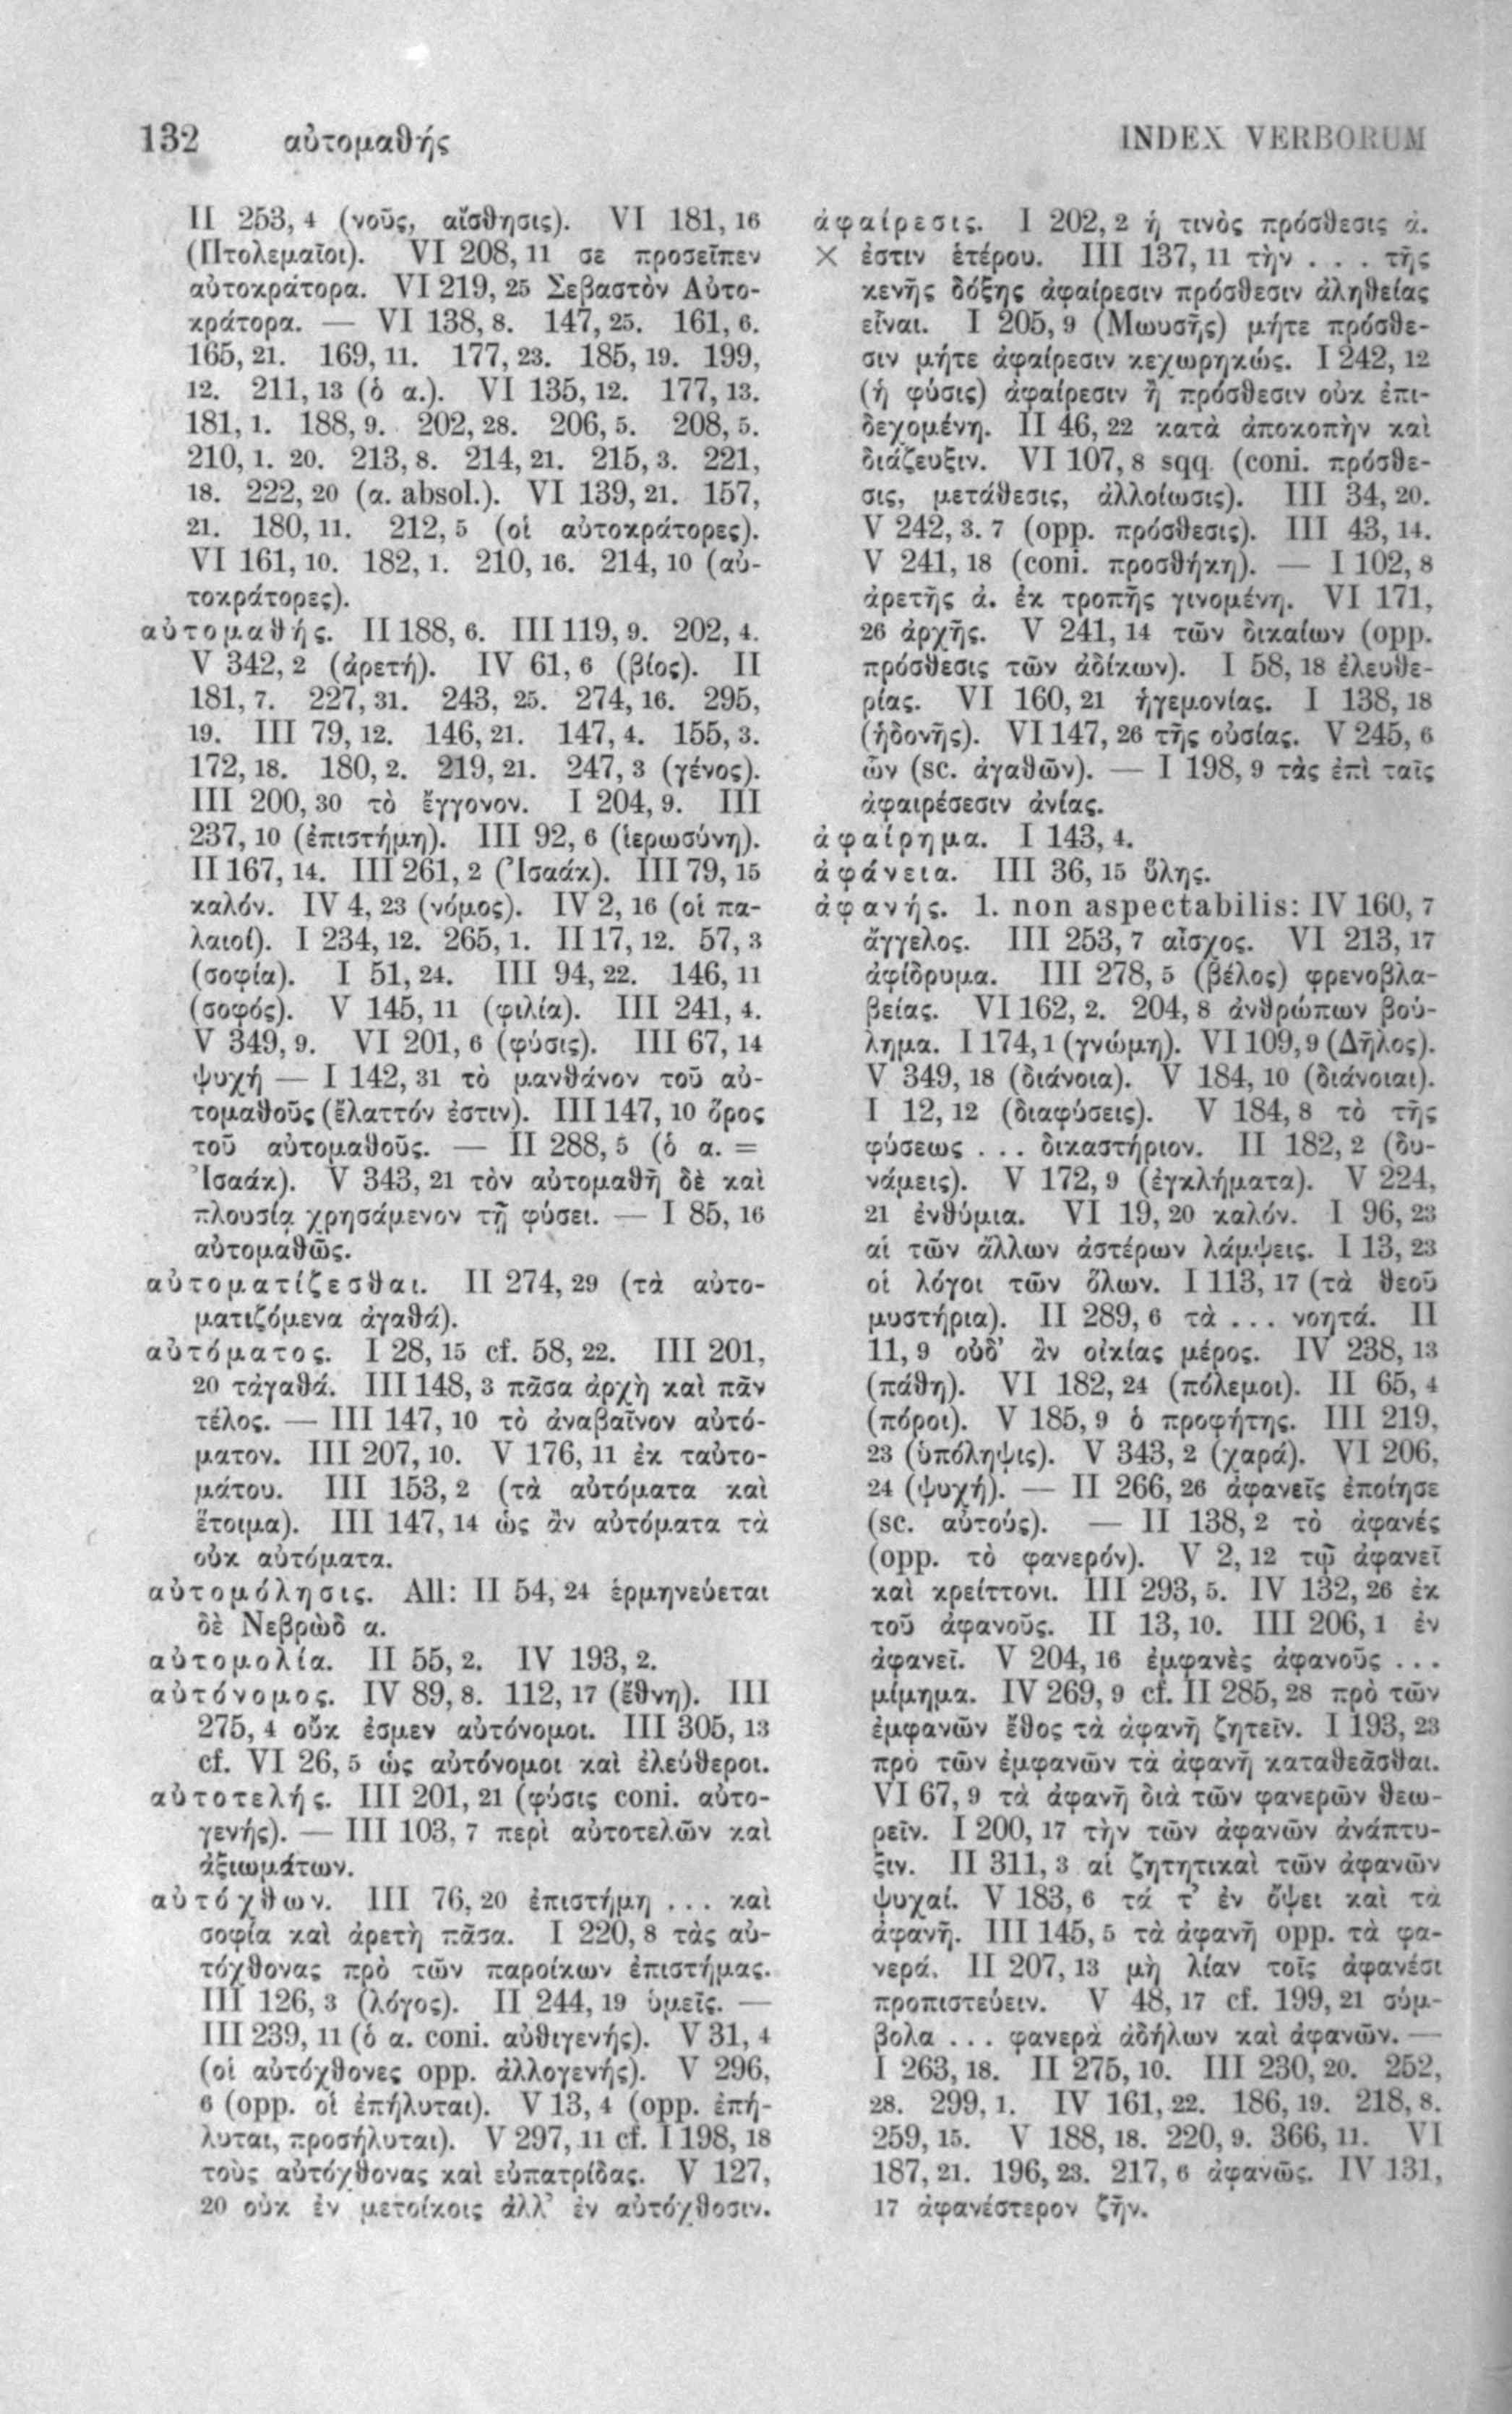 132 αὐτομαθής
INDEX VERBORUM
II 253, 4 (νοῦς, αἴσθησις). VI 181, 16
(Πτολεμαῖοι). VI 208, 11 σε προσεῖπεν
αὐτοκράτορα. VI 219, 25 Σεβαστὸν Αὐτο-
κράτορα. — VI 138, 8. 147, 25. 161, 6.
165, 21. 169, 11. 177, 23. 185, 19. 199,
12. 211, 13 (ὁ α.). VI 135, 12. 177, 13.
181, 1. 188, 9. 202, 28. 206, 5. 208, 5.
210, 1. 20. 213, 8. 214, 21. 215, 3. 221,
18. 222, 20 (α. absol.). VI 139, 21. 157,
21. 180, 11. 212, 5 (οἱ αὐτοκράτορες).
VI 161, 10. 182, 1. 210, 16. 214, 10 (αὐ-
τοκράτορες).
αὐτομαθής. II 188, 6. III 119, 9. 202, 4.
V 342, 2 (ἀρετή). IV 61, 6 (βίος). II
181, 7. 227, 31. 243, 25. 274, 16. 295,
19. III 79, 12. 146, 21. 147, 4. 155, 3.
172, 18. 180, 2. 219, 21. 247, 3 (γένος).
III 200, 30 τὸ ἔγγονον. I 204, 9. III
237, 10 (ἐπιστήμη). III 92, 6 (ἱερωσύνη).
II 167, 14. III 261, 2 (Ἰσαάκ). III 79, 15
καλόν. IV 4, 23 (νόμος). IV 2, 16 (οἱ πα-
λαιοί). I 234, 12. 265, 1. II 17, 12. 57, 3
(σοφία). I 51, 24. III 94, 22. 146, 11
(σοφός). V 145, 11 (φιλία). III 241, 4.
V 349, 9. VI 201, 6 (φύσις). III 67, 14
ψυχή — I 142, 31 τὸ μανθάνον τοῦ αὐ-
τομαθοῦς (ἔλαττόν ἐστιν). III 147, 10 ὅρος
τοῦ αὐτομαθοῦς. — II 288, 5 (ὁ α. =
Ἰσαάκ). V 343, 21 τὸν αὐτομαθῆ δὲ καὶ
πλουσίᾳ χρησάμενον τῇ φύσει. — I 85, 16
αὐτομαθῶς.
αὐτοματίζεσθαι. II 274, 29 (τὰ αὐτο-
ματιζόμενα ἀγαθά).
αὐτόματος. I 28, 15 cf. 58, 22. III 201,
20 τἀγαθά. III 148, 3 πᾶσα ἀρχὴ καὶ πᾶν
τέλος. — III 147, 10 τὸ ἀναβαῖνον αὐτό-
ματον. III 207, 10. V 176, 11 ἐκ ταὐτο-
μάτου. III 153, 2 (τὰ αὐτόματα καὶ
ἕτοιμα). III 147, 14 ὡς ἂν αὐτόματα τὰ
οὐκ αὐτόματα.
αὐτομόλησις. All: II 54, 24 ἑρμηνεύεται
δὲ Νεβρὼδ α.
αὐτομολία. II 55, 2. IV 193, 2.
αὐτόνομος. IV 89, 8. 112, 17 (ἔθνη). III
275, 4 οὔκ ἐσμεν αὐτόνομοι. III 305, 13
cf. VI 26, 5 ὡς αὐτόνομοι καὶ ἐλεύθεροι.
αὐτοτελής. III 201, 21 (φύσις coni. αὐτο-
γενής). — III 103, 7 περὶ αὐτοτελῶν καὶ
ἀξιωμάτων.
αὐτόχθων. III 76, 20 ἐπιστήμη ... καὶ
σοφία καὶ ἀρετὴ πᾶσα. I 220, 8 τὰς αὐ-
τόχθονας πρὸ τῶν παροίκων ἐπιστήμας.
III 126, 3 (λόγος). II 244, 19 ὑμεῖς. —
III 239, 11 (ὁ α. coni. αὐθιγενής). V 31, 4
(οἱ αὐτόχθονες opp. ἀλλογενής). V 296,
6 (opp. οἱ ἐπήλυται). V 13, 4 (opp. ἐπή-
λυται, προσήλυται). V 297, 11 cf. I 198, 18
τοὺς αὐτόχθονας καὶ εὐπατρίδας. V 127,
20 οὐκ ἐν μετοίκοις ἀλλ' ἐν αὐτόχθοσιν.
ἀφαίρεσις. I 202, 2 ἡ τινὸς πρόσθεσις ἀ.
× ἐστιν ἑτέρου. III 137, 11 τὴν ... τῆς
κενῆς δόξης ἀφαίρεσιν πρόσθεσιν ἀληθείας
εἶναι. I 205, 9 (Μωυσῆς) μήτε πρόσθε-
σιν μήτε ἀφαίρεσιν κεχωρηκώς. I 242, 12
(ἡ φύσις) ἀφαίρεσιν ἢ πρόσθεσιν οὐκ ἐπι-
δεχομένη. II 46, 22 κατὰ ἀποκοπὴν καὶ
διάζευξιν. VI 107, 8 sqq. (coni. πρόσθε-
σις, μετάθεσις, ἀλλοίωσις). III 34, 20.
V 242, 3. 7 (opp. πρόσθεσις). III 43, 14.
V 241, 18 (coni. προσθήκη). — I 102, 8
ἀρετῆς ἀ. ἐκ τροπῆς γινομένη. VI 171,
26 ἀρχῆς. V 241, 14 τῶν δικαίων (opp.
πρόσθεσις τῶν ἀδίκων). I 58, 18 ἐλευθε-
ρίας. VI 160, 21 ἡγεμονίας. I 138, 18
(ἡδονῆς). VI 147, 26 τῆς οὐσίας. V 245, 6
ὧν (sc. ἀγαθῶν). — I 198, 9 τὰς ἐπὶ ταῖς
ἀφαιρέσεσιν ἀνίας.
ἀφαίρημα. I 143, 4.
ἀφάνεια. III 36, 15 ὕλης.
ἀφανής. 1. non aspectabilis: IV 160, 7
ἄγγελος. III 253, 7 αἶσχος. VI 213, 17
ἀφίδρυμα. III 278, 5 (βέλος) φρενοβλα-
βείας. VI 162, 2. 204, 8 ἀνθρώπων βού-
λημα. I 174, 1 (γνώμη). VI 109, 9 (Δῆλος).
V 349, 18 (διάνοια). V 184, 10 (διάνοιαι).
I 12, 12 (διαφύσεις). V 184, 8 τὸ τῆς
φύσεως ... δικαστήριον. II 182, 2 (δυ-
νάμεις). V 172, 9 (ἐγκλήματα). V 224,
21 ἐνθύμια. VI 19, 20 καλόν. I 96, 23
αἱ τῶν ἄλλων ἀστέρων λάμψεις. I 13, 23
οἱ λόγοι τῶν ὅλων. I 113, 17 (τὰ θεοῦ
μυστήρια). II 289, 6 τὰ ... νοητά. II
11, 9 οὐδ' ἂν οἰκίας μέρος. IV 238, 13
(πάθη). VI 182, 24 (πόλεμοι). II 65, 4
(πόροι). V 185, 9 ὁ προφήτης. III 219,
23 (ὑπόληψις). V 343, 2 (χαρά). VI 206,
24 (ψυχή). — II 266, 26 ἀφανεῖς ἐποίησε
(sc. αὐτούς). — II 138, 2 τὸ ἀφανές
(opp. τὸ φανερόν). V 2, 12 τῷ ἀφανεῖ
καὶ κρείττονι. III 293, 5. IV 132, 26 ἐκ
τοῦ ἀφανοῦς. II 13, 10. III 206, 1 ἐν
ἀφανεῖ. V 204, 16 ἐμφανὲς ἀφανοῦς ...
μίμημα. IV 269, 9 cf. II 285, 28 πρὸ τῶν
ἐμφανῶν ἔθος τὰ ἀφανῆ ζητεῖν. I 193, 23
πρὸ τῶν ἐμφανῶν τὰ ἀφανῆ καταθεᾶσθαι.
VI 67, 9 τὰ ἀφανῆ διὰ τῶν φανερῶν θεω-
ρεῖν. I 200, 17 τὴν τῶν ἀφανῶν ἀνάπτυ-
ξιν. II 311, 3 αἱ ζητητικαὶ τῶν ἀφανῶν
ψυχαί. V 183, 6 τά τ' ἐν ὄψει καὶ τὰ
ἀφανῆ. III 145, 5 τὰ ἀφανῆ opp. τὰ φα-
νερά. II 207, 13 μὴ λίαν τοῖς ἀφανέσι
προπιστεύειν. V 48, 17 cf. 199, 21 σύμ-
βολα ... φανερὰ ἀδήλων καὶ ἀφανῶν. —
I 263, 18. II 275, 10. III 230, 20. 252,
28. 299, 1. IV 161, 22. 186, 19. 218, 8.
259, 15. V 188, 18. 220, 9. 366, 11. VI
187, 21. 196, 23. 217, 6 ἀφανῶς. IV 131,
17 ἀφανέστερον ζῆν.